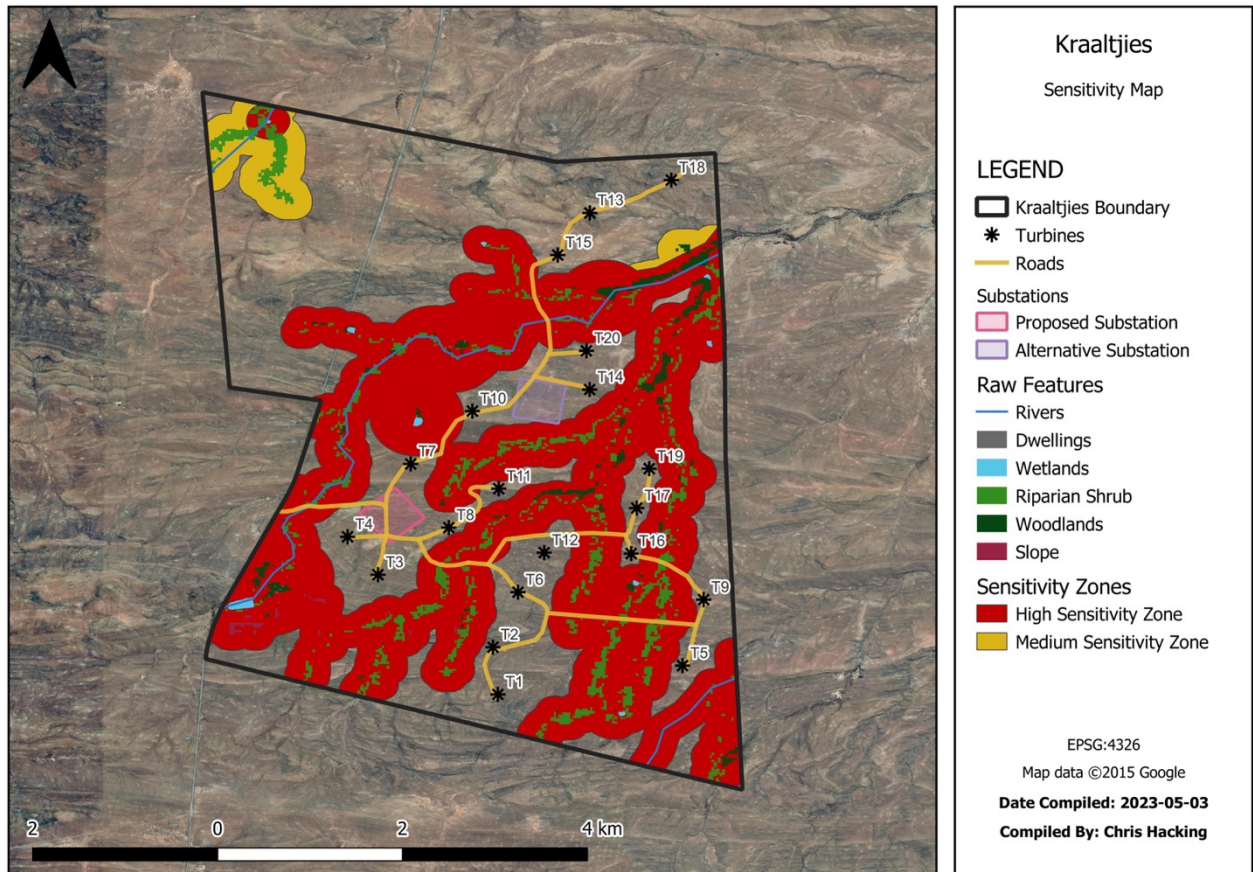 T18
T13
T15
T20
T14
T10
T7
T19
T11
T17
T8
T4
T12
T16
T3
T6
T9
T2
T5
T1
2 0 2 4 km
Kraaltjies
Sensitivity Map
LEGEND
Kraaltjies Boundary
Turbines
Roads
Substations
Proposed Substation
Alternative Substation
Raw Features
Rivers
Dwellings
Wetlands
Riparian Shrub
Woodlands
Slope
Sensitivity Zones
High Sensitivity Zone
Medium Sensitivity Zone
EPSG:4326
Map data ©2015 Google
Date Compiled: 2023-05-03
Compiled By: Chris Hacking